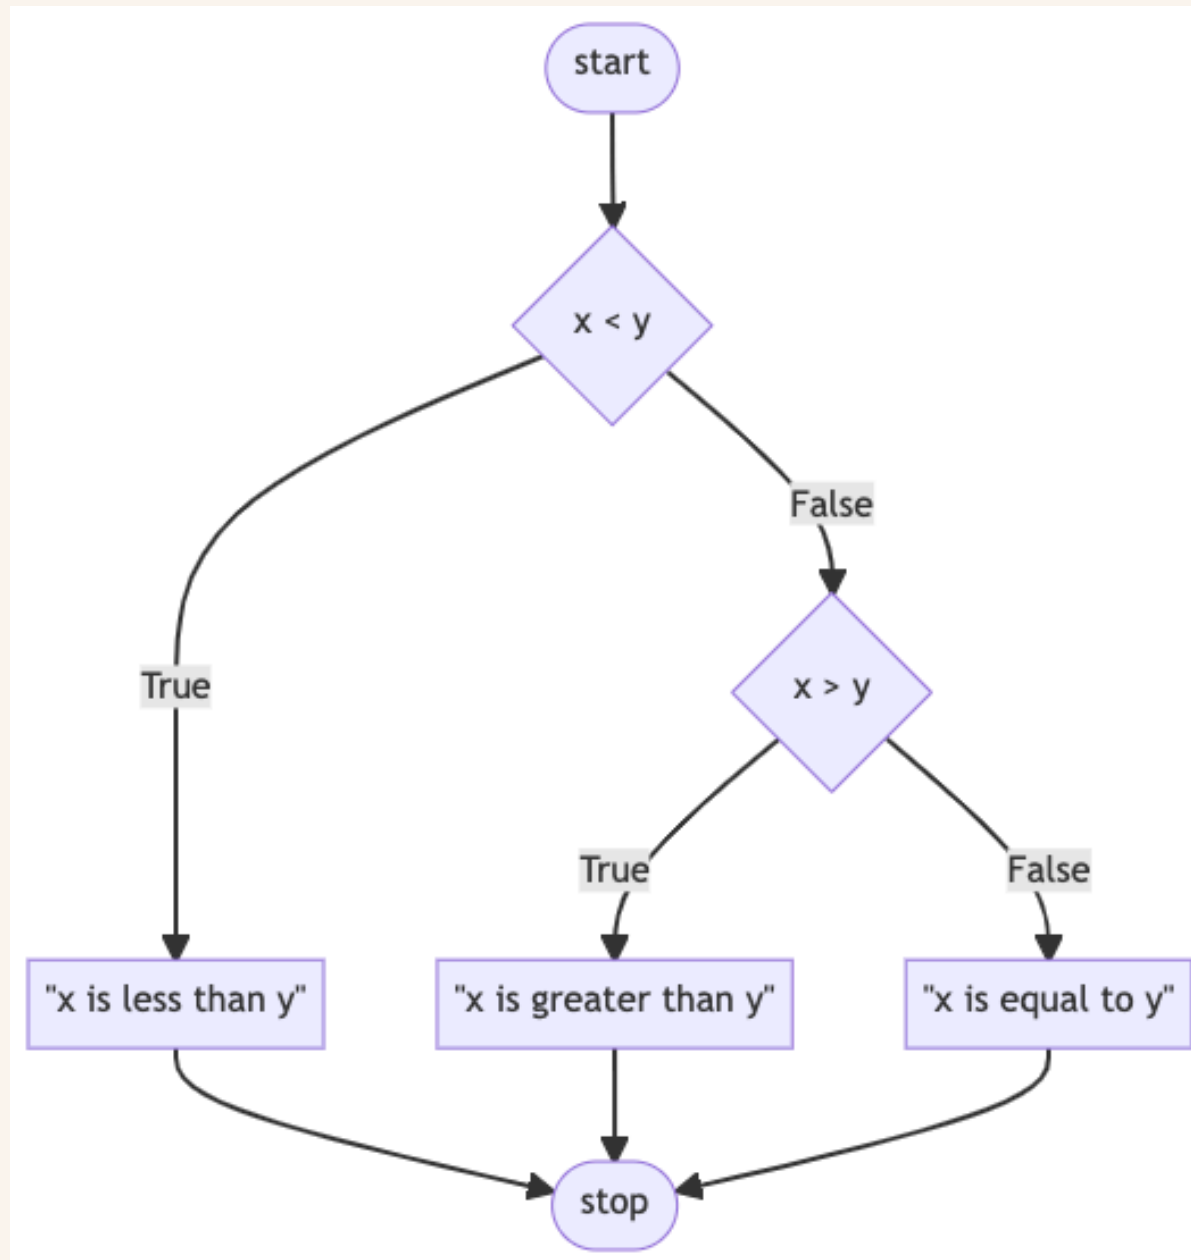 start
x < y
False
True
x > y
True
False
"x is less than y"
"x is greater than y"
"x is equal to y"
stop